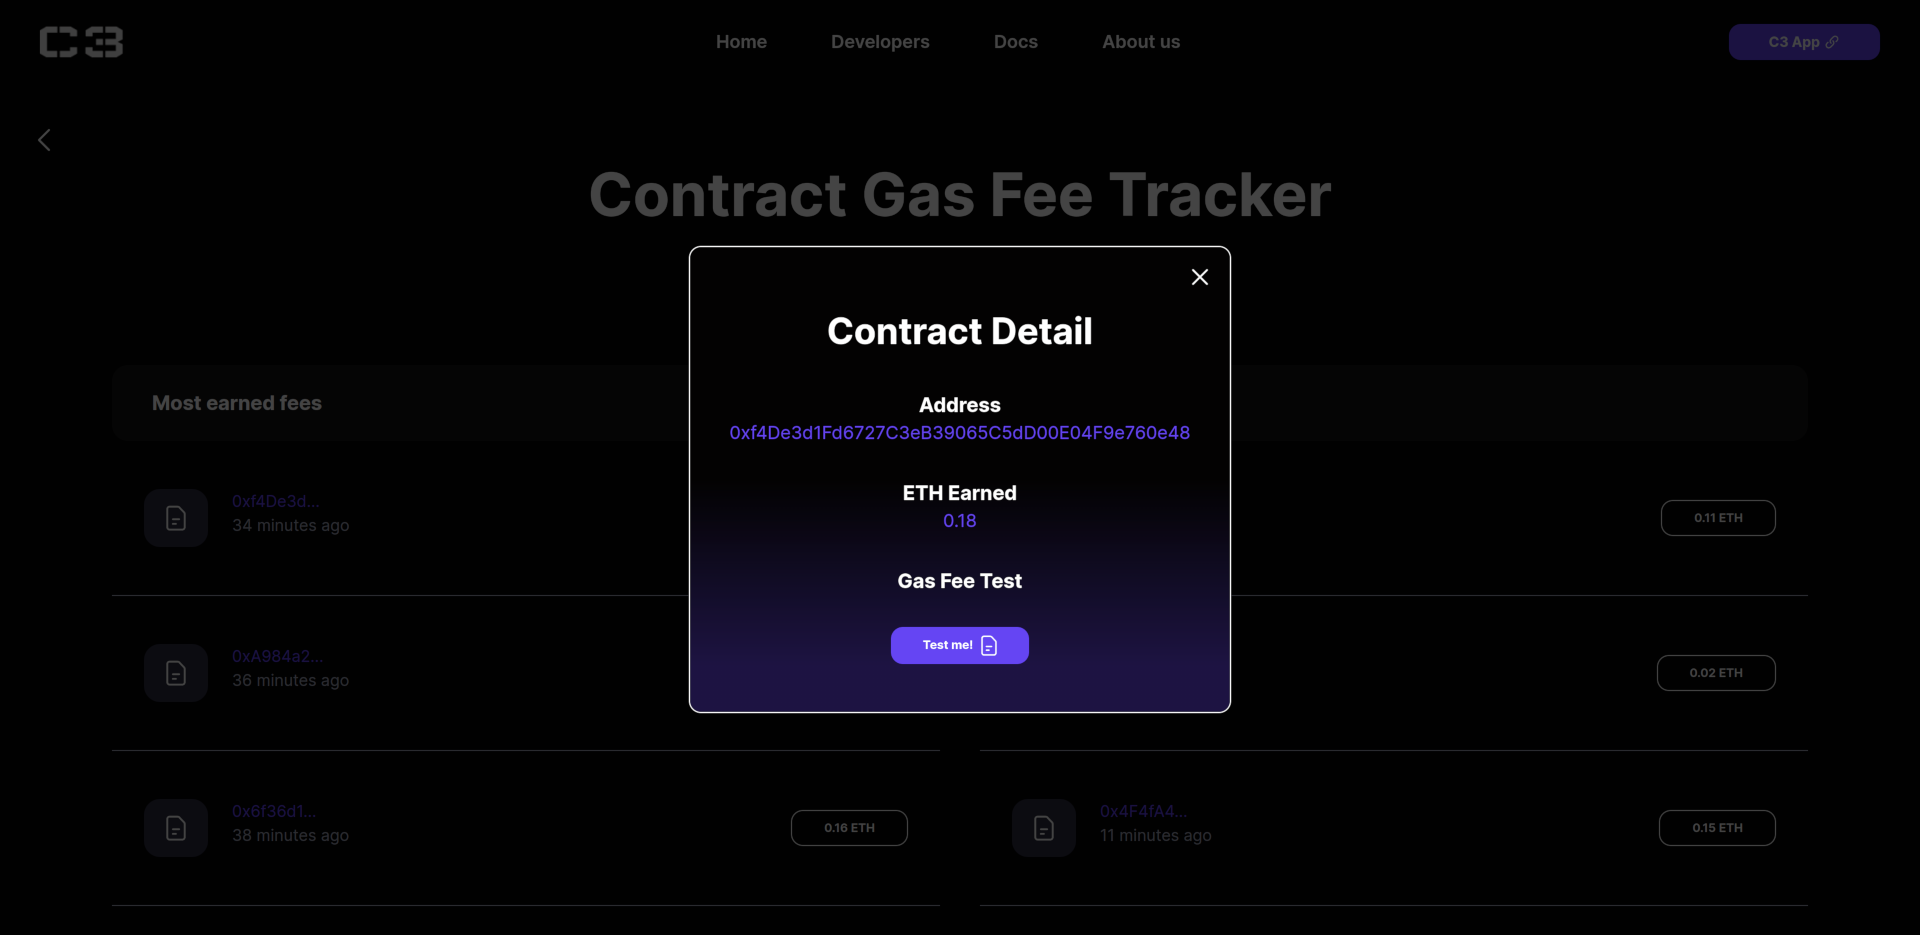 C3
Home
Developers
Docs
About us
C3 App
Contract Gas Fee Tracker
Contract Detail
Address
0xf4De3d1Fd6727C3eB39065C5dD00E04F9e760e48
ETH Earned
0.18
Gas Fee Test
Test me!
Most earned fees
0xf4De3d...
34 minutes ago
0.11 ETH
0xA984a2...
36 minutes ago
0.02 ETH
0x6f36d1...
38 minutes ago
0.16 ETH
0x4F4fA4...
11 minutes ago
0.15 ETH